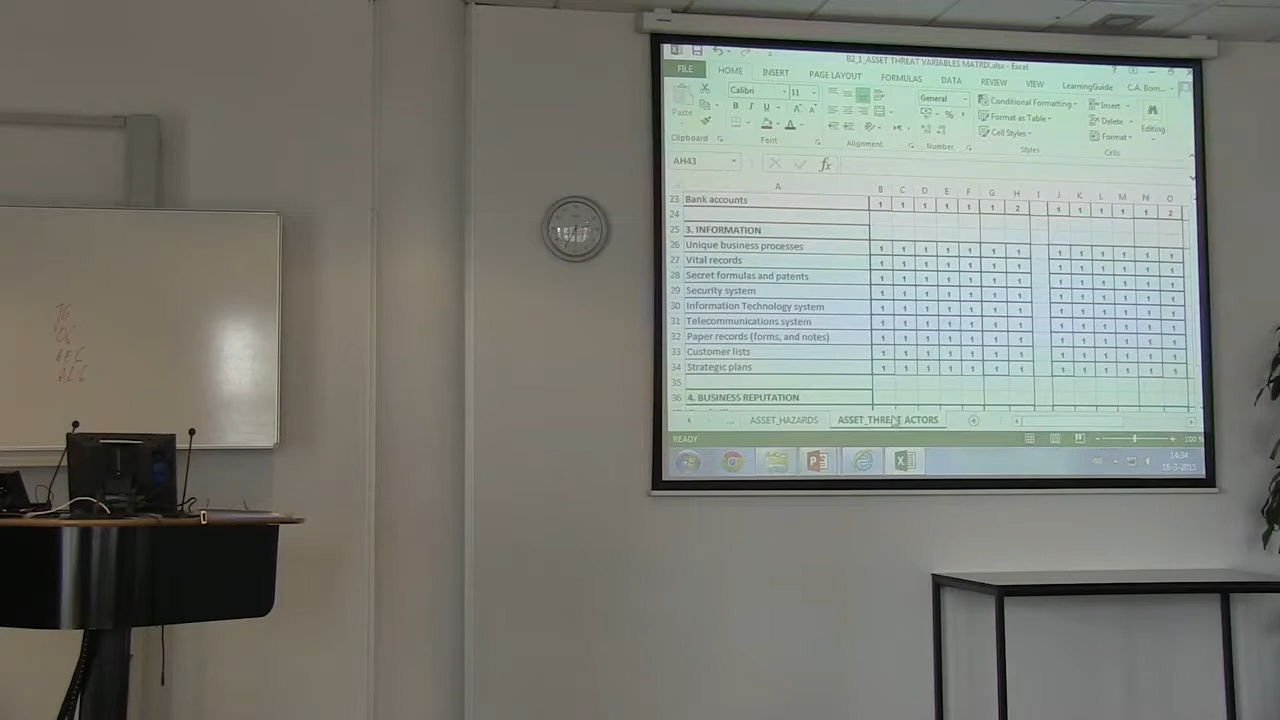 B2_1_ASSET THREAT VARIABLES MATRIX.xlsx - Excel
FILE HOME INSERT PAGE LAYOUT FORMULAS DATA REVIEW VIEW LearningGuide C.A. Born...
Calibri 11 General Conditional Formatting Insert
Paste B I U A A % Format as Table Delete Editing
Cell Styles Format
Clipboard Font Alignment Number Styles Cells
AH43 fx
A B C D E F G H I J K L M N O
23 Bank accounts 1 1 1 1 1 1 2 1 1 1 1 1 2
24
25 3. INFORMATION
26 Unique business processes 1 1 1 1 1 1 1 1 1 1 1 1 1
27 Vital records 1 1 1 1 1 1 1 1 1 1 1 1 1
28 Secret formulas and patents 1 1 1 1 1 1 1 1 1 1 1 1 1
29 Security system 1 1 1 1 1 1 1 1 1 1 1 1 1
30 Information Technology system 1 1 1 1 1 1 1 1 1 1 1 1 1
31 Telecommunications system 1 1 1 1 1 1 1 1 1 1 1 1 1
32 Paper records (forms, and notes) 1 1 1 1 1 1 1 1 1 1 1 1 1
33 Customer lists 1 1 1 1 1 1 1 1 1 1 1 1 1
34 Strategic plans 1 1 1 1 1 1 1 1 1 1 1 1 1
35
36 4. BUSINESS REPUTATION
... ASSET_HAZARDS ASSET_THREAT ACTORS
READY 100 %
14:34
16-3-2015